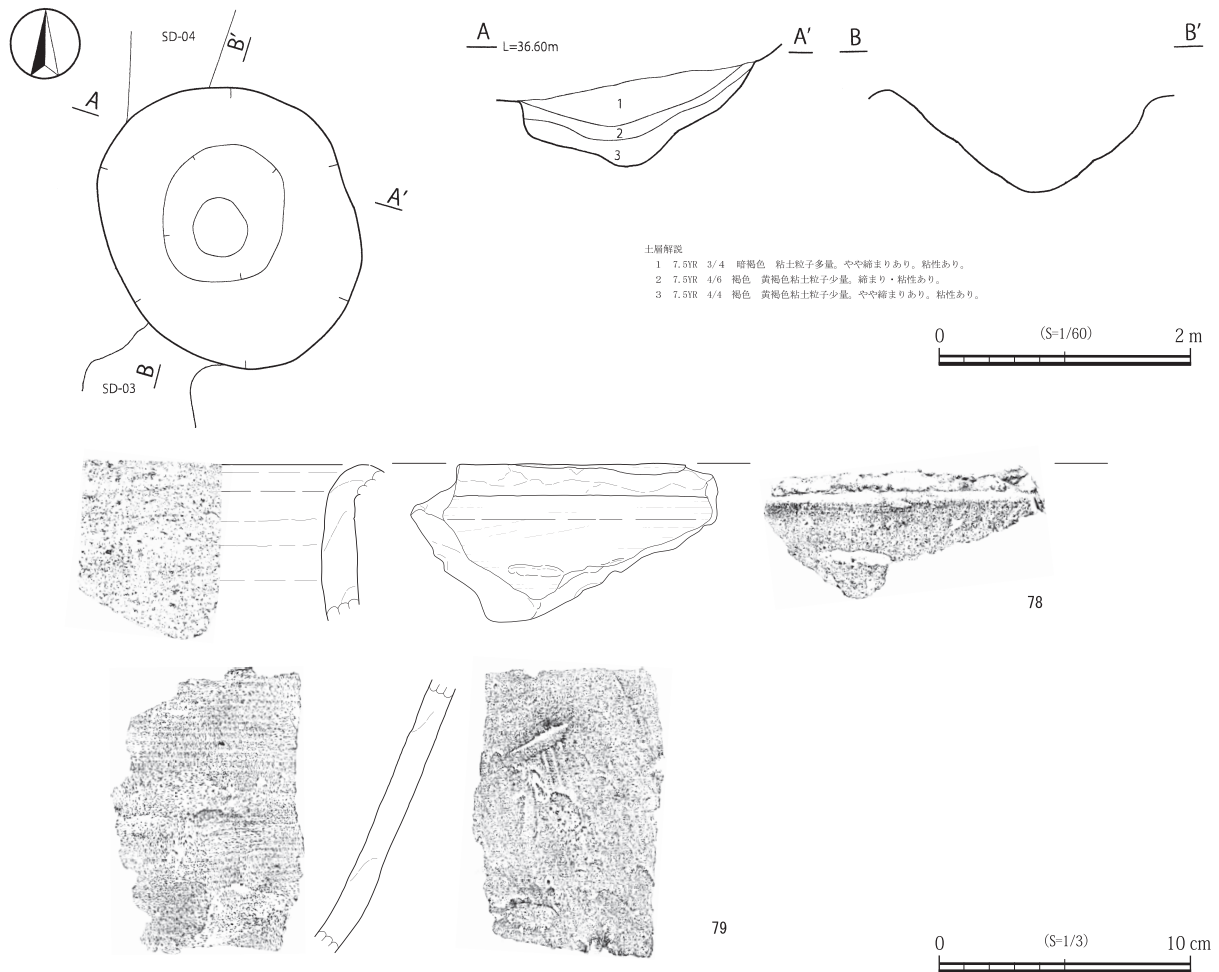 SD-04
B'
A
A'
B
SD-03
A
L=36.60m
A'
B
B'
1
2
3
土層解説
1 7.5YR 3/4 暗褐色 粘土粒子多量。やや締まりあり。粘性あり。
2 7.5YR 4/6 褐色 黄褐色粘土粒子少量。締まり・粘性あり。
3 7.5YR 4/4 褐色 黄褐色粘土粒子少量。やや締まりあり。粘性あり。
0 (S=1/60) 2 m
78
79
0 (S=1/3) 10 cm